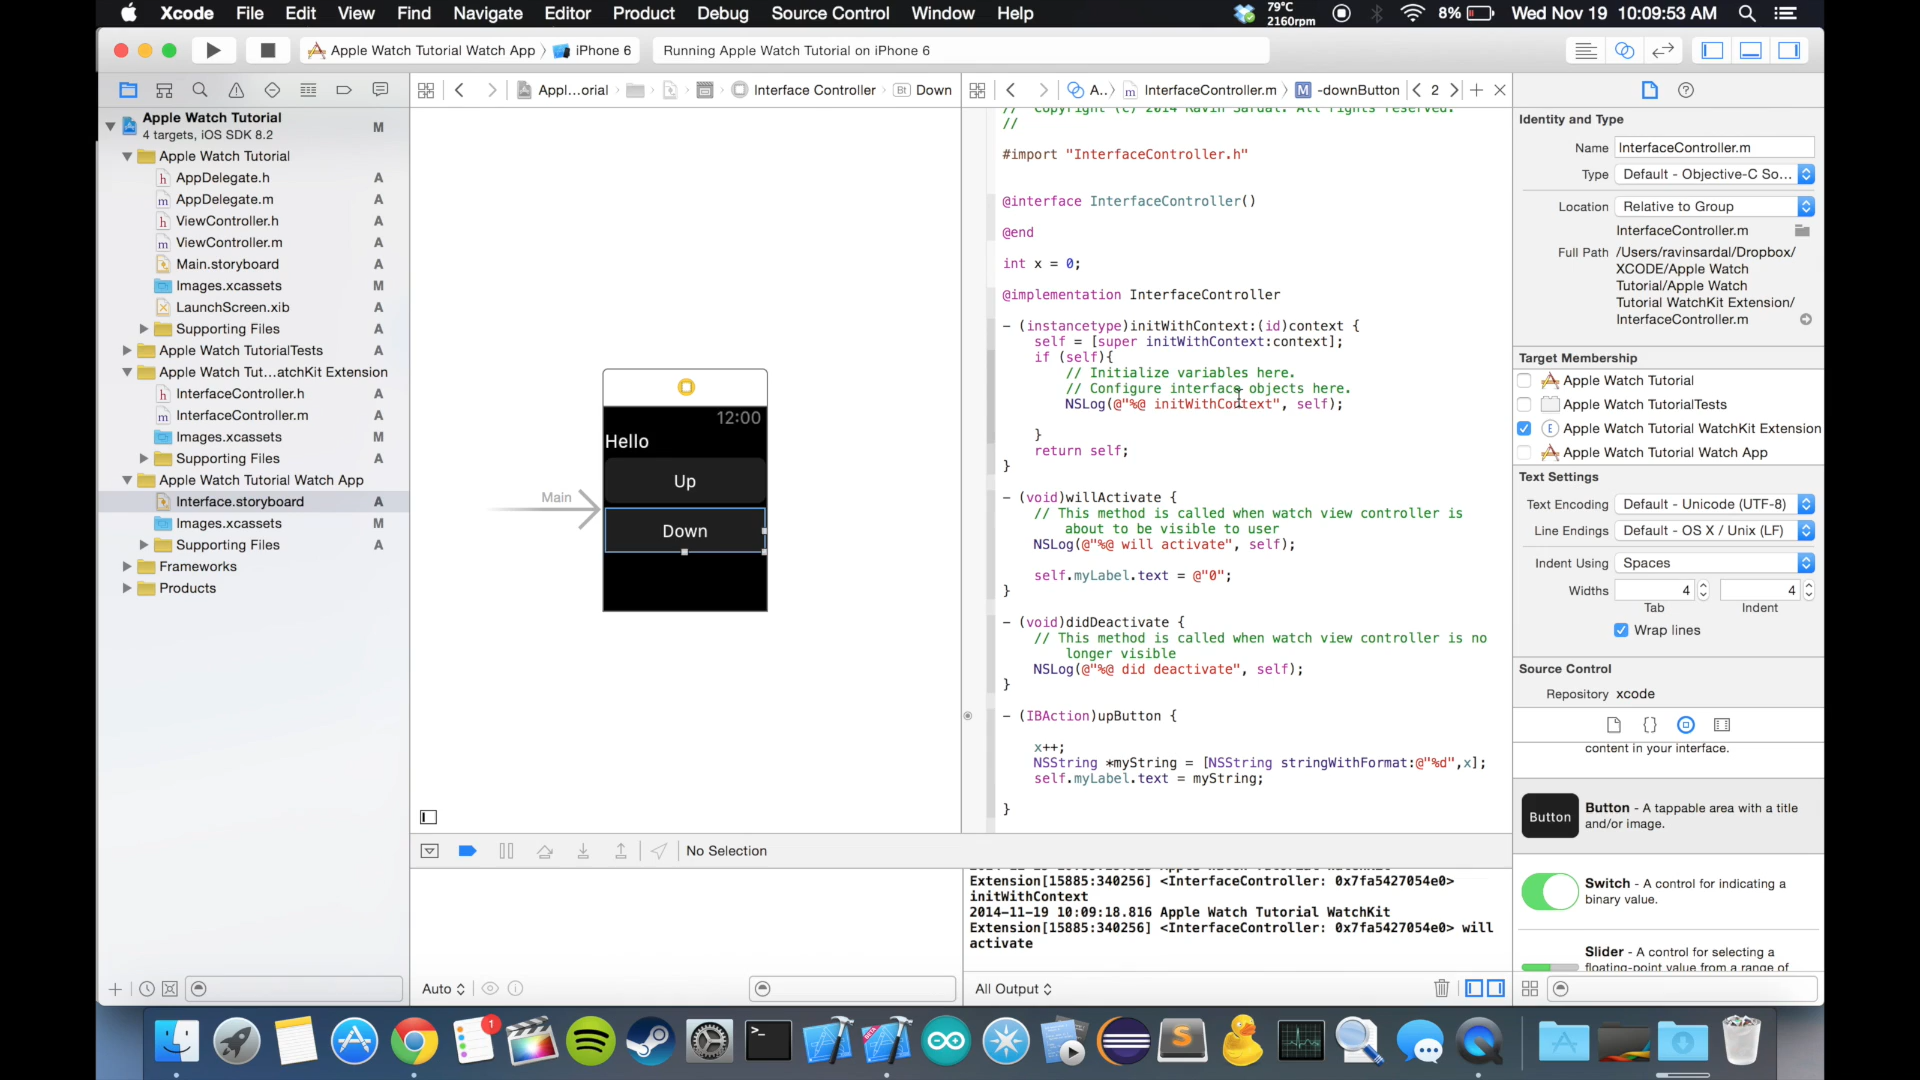 Xcode File Edit View Find Navigate Editor Product Debug Source Control Window Help
79°C
2160rpm
8% Wed Nov 19 10:09:53 AM
Apple Watch Tutorial Watch App iPhone 6
Running Apple Watch Tutorial on iPhone 6
Appl...orial Interface Controller Bt Down
A... m InterfaceController.m M -downButton 2
Apple Watch Tutorial M
4 targets, iOS SDK 8.2
Apple Watch Tutorial
h AppDelegate.h A
m AppDelegate.m A
h ViewController.h A
m ViewController.m A
Main.storyboard A
Images.xcassets M
LaunchScreen.xib A
Supporting Files A
Apple Watch TutorialTests A
Apple Watch Tut...atchKit Extension
h InterfaceController.h A
m InterfaceController.m A
Images.xcassets M
Supporting Files A
Apple Watch Tutorial Watch App
Interface.storyboard A
Images.xcassets M
Supporting Files A
Frameworks
Products
Main
12:00
Hello
Up
Down
// Copyright (c) 2014 Ravin Sardal. All rights reserved.
//
#import "InterfaceController.h"
@interface InterfaceController()
@end
int x = 0;
@implementation InterfaceController
- (instancetype)initWithContext:(id)context {
self = [super initWithContext:context];
if (self){
// Initialize variables here.
// Configure interface objects here.
NSLog(@"%@ initWithContext", self);
}
return self;
}
- (void)willActivate {
// This method is called when watch view controller is
about to be visible to user
NSLog(@"%@ will activate", self);
self.myLabel.text = @"0";
}
- (void)didDeactivate {
// This method is called when watch view controller is no
longer visible
NSLog(@"%@ did deactivate", self);
}
- (IBAction)upButton {
x++;
NSString *myString = [NSString stringWithFormat:@"%d",x];
self.myLabel.text = myString;
}
No Selection
Extension[15885:340256] <InterfaceController: 0x7fa5427054e0>
initWithContext
2014-11-19 10:09:18.816 Apple Watch Tutorial WatchKit
Extension[15885:340256] <InterfaceController: 0x7fa5427054e0> will
activate
Auto
All Output
Identity and Type
Name InterfaceController.m
Type Default - Objective-C So...
Location Relative to Group
InterfaceController.m
Full Path /Users/ravinsardal/Dropbox/
XCODE/Apple Watch
Tutorial/Apple Watch
Tutorial WatchKit Extension/
InterfaceController.m
Target Membership
Apple Watch Tutorial
Apple Watch TutorialTests
E Apple Watch Tutorial WatchKit Extension
Apple Watch Tutorial Watch App
Text Settings
Text Encoding Default - Unicode (UTF-8)
Line Endings Default - OS X / Unix (LF)
Indent Using Spaces
Widths 4 4
Tab Indent
Wrap lines
Source Control
Repository xcode
content in your interface.
Button
Button - A tappable area with a title
and/or image.
Switch - A control for indicating a
binary value.
Slider - A control for selecting a
floating-point value from a range of
1